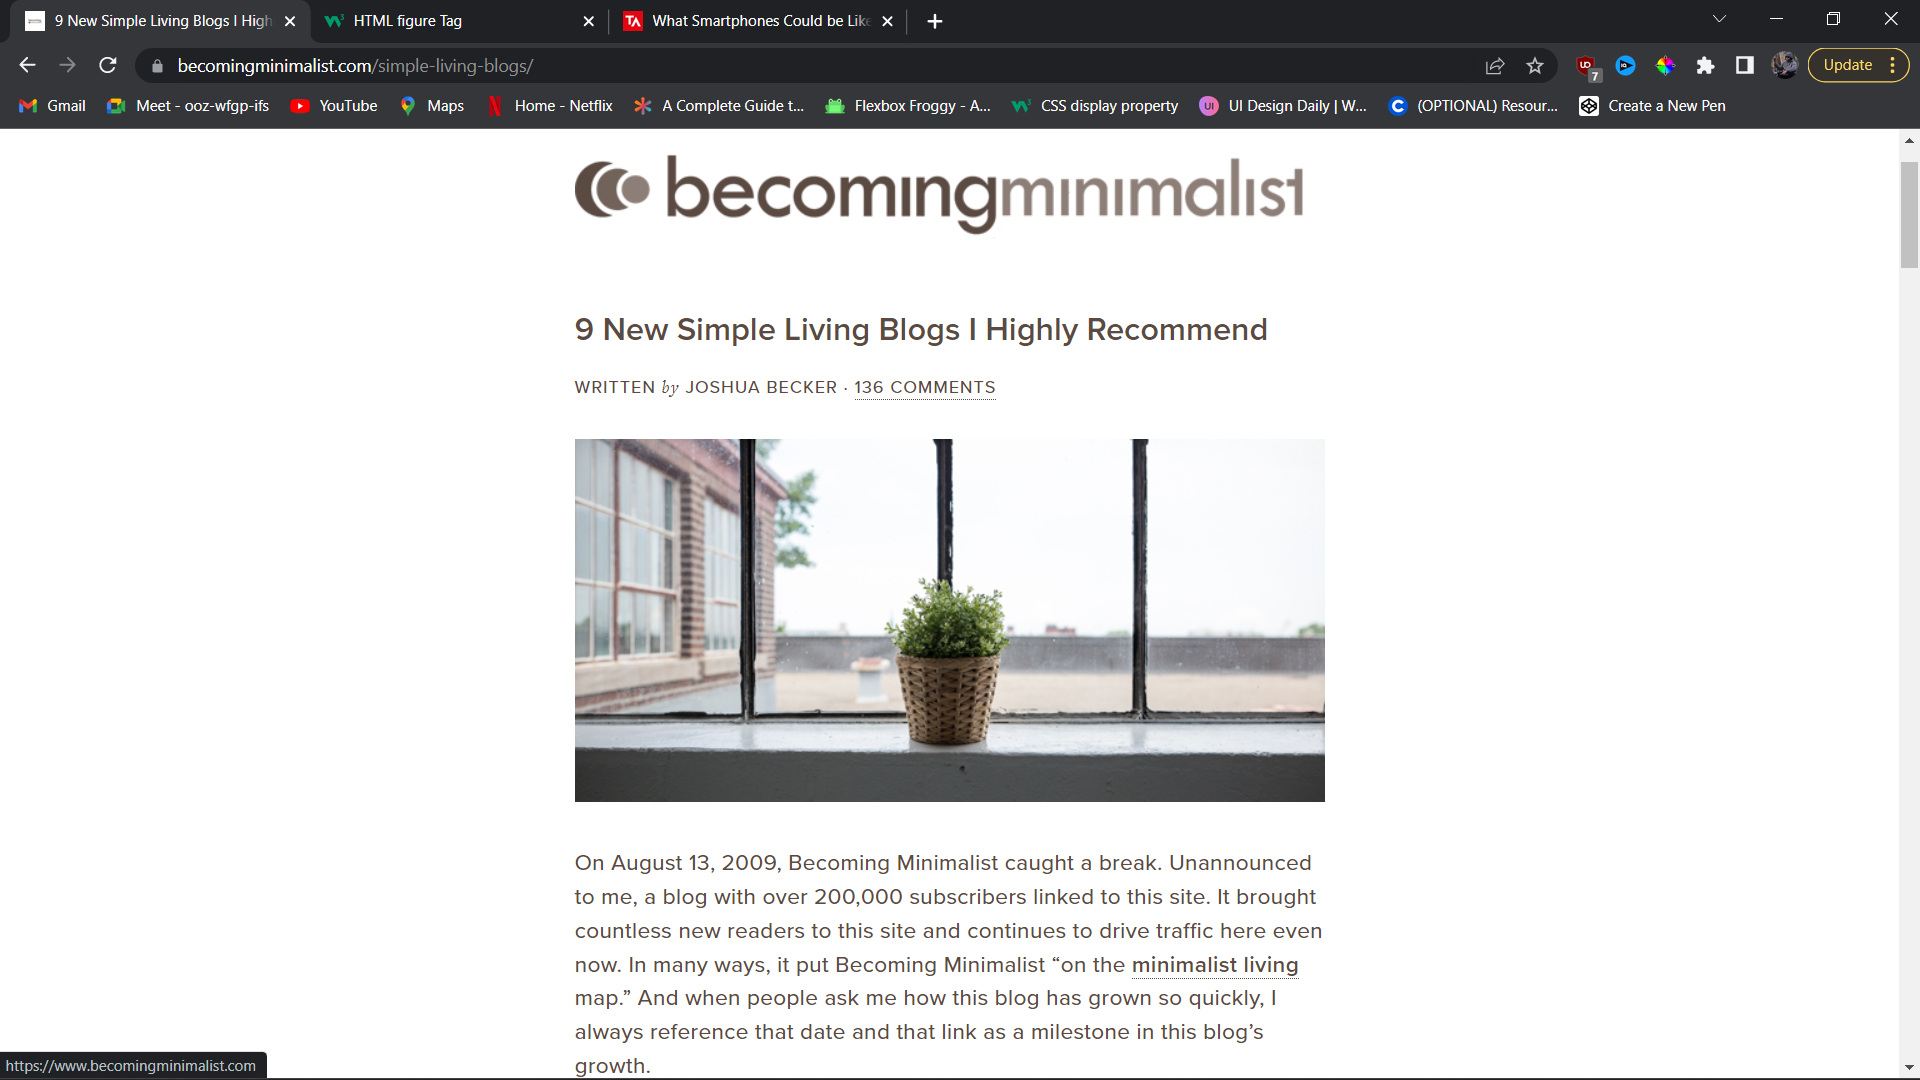 9 New Simple Living Blogs I High
HTML figure Tag
What Smartphones Could be Like
becomingminimalist.com/simple-living-blogs/
UD
7
Update
Gmail
Meet - ooz-wfgp-ifs
YouTube
Maps
Home - Netflix
A Complete Guide t...
Flexbox Froggy - A...
CSS display property
UI
UI Design Daily | W...
(OPTIONAL) Resour...
Create a New Pen
becomingminimalist
9 New Simple Living Blogs I Highly Recommend
WRITTEN by JOSHUA BECKER · 136 COMMENTS
On August 13, 2009, Becoming Minimalist caught a break. Unannounced
to me, a blog with over 200,000 subscribers linked to this site. It brought
countless new readers to this site and continues to drive traffic here even
now. In many ways, it put Becoming Minimalist “on the minimalist living
map.” And when people ask me how this blog has grown so quickly, I
always reference that date and that link as a milestone in this blog’s
growth.
https://www.becomingminimalist.com